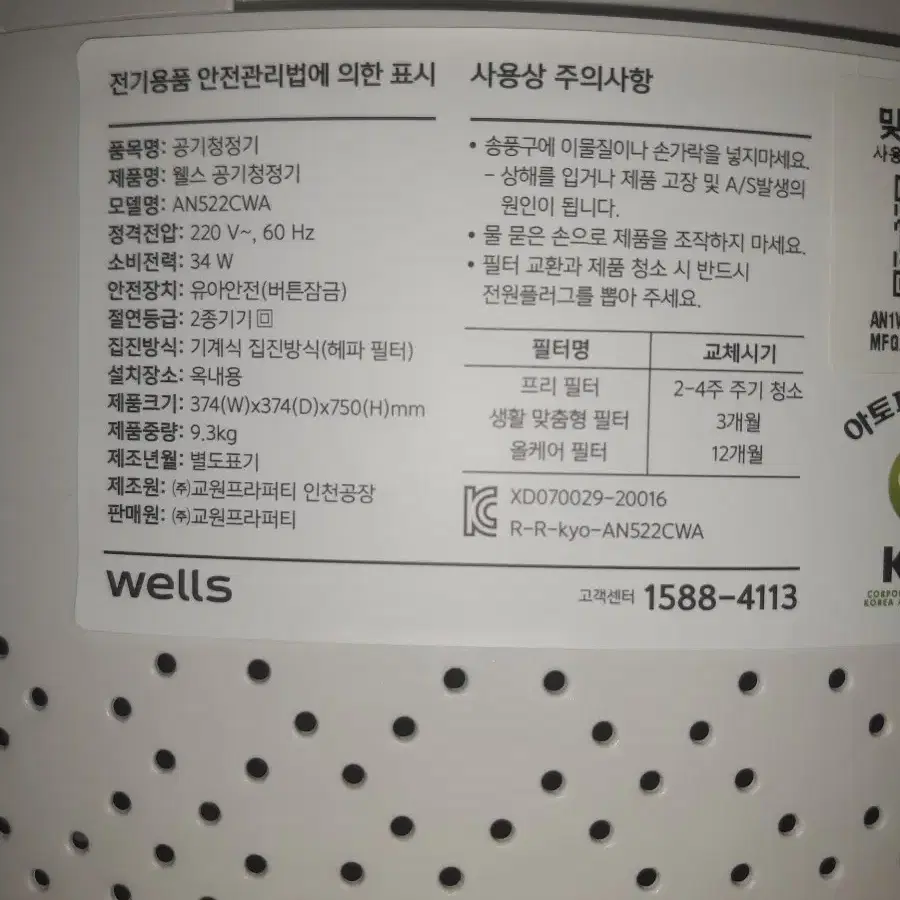 전기용품 안전관리법에 의한 표시
품목명: 공기청정기
제품명: 웰스 공기청정기
모델명: AN522CWA
정격전압: 220 V~, 60 Hz
소비전력: 34 W
안전장치: 유아안전(버튼잠금)
절연등급: 2종기기
집진방식: 기계식 집진방식(헤파 필터)
설치장소: 옥내용
제품크기: 374(W)x374(D)x750(H)mm
제품중량: 9.3kg
제조년월: 별도표기
제조원: ㈜교원프라퍼티 인천공장
판매원: ㈜교원프라퍼티
사용상 주의사항
• 송풍구에 이물질이나 손가락을 넣지마세요.
– 상해를 입거나 제품 고장 및 A/S발생의
원인이 됩니다.
• 물 묻은 손으로 제품을 조작하지 마세요.
• 필터 교환과 제품 청소 시 반드시
전원플러그를 뽑아 주세요.
필터명 교체시기
프리 필터 2-4주 주기 청소
생활 맞춤형 필터 3개월
올케어 필터 12개월
XD070029-20016
R-R-kyo-AN522CWA
wells
고객센터 1588-4113
AN1
MFG
아토
K
KOREA